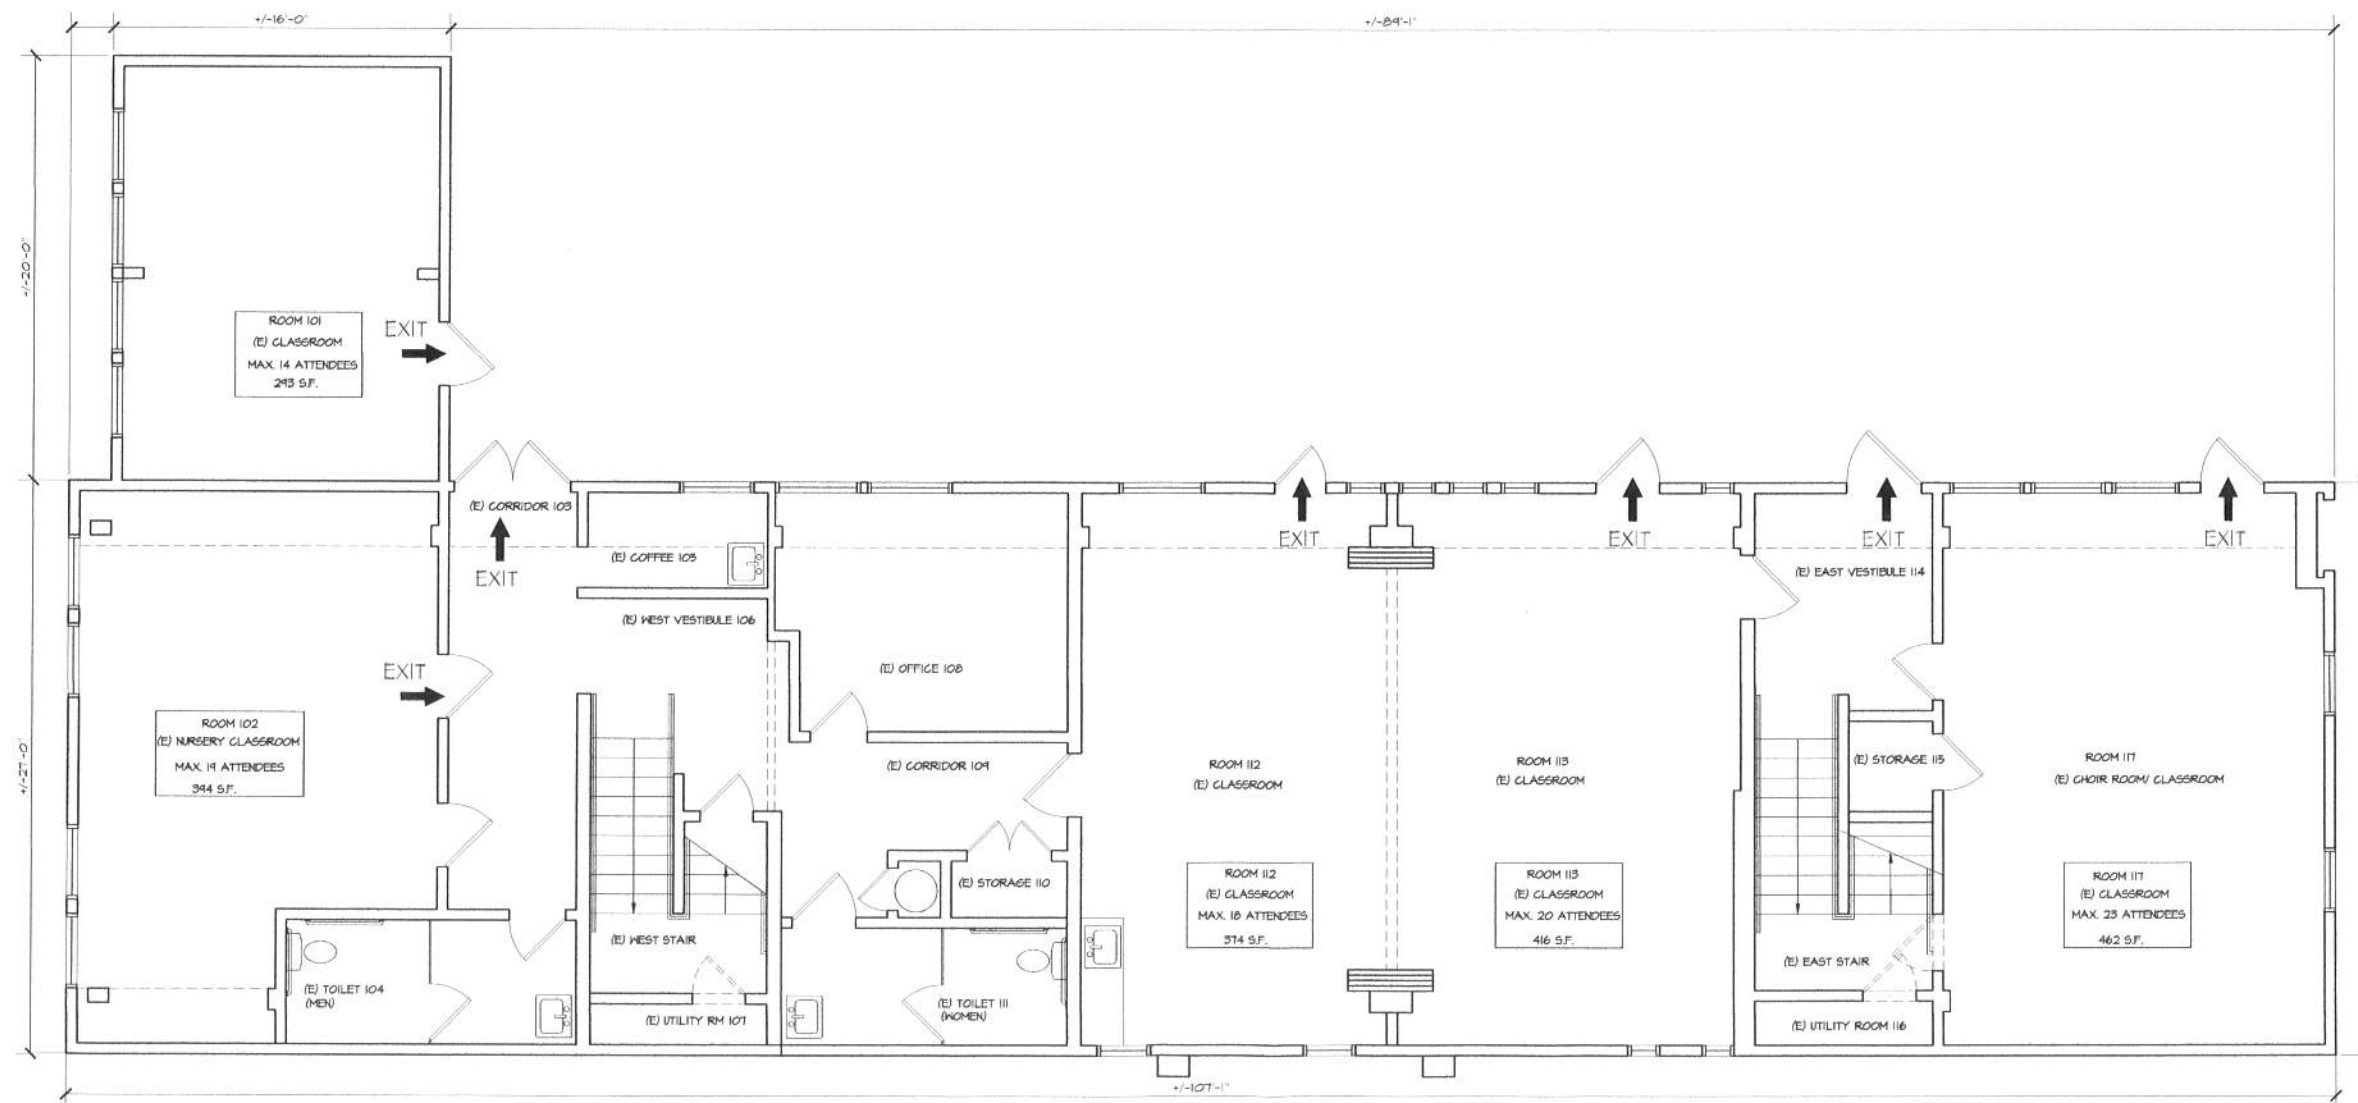 +/-16'-0"
+/-89'-1"
+/-20'-0"
ROOM 101
(E) CLASSROOM
MAX. 14 ATTENDEES
293 S.F.
EXIT
(E) CORRIDOR 103
EXIT
(E) COFFEE 103
EXIT
EXIT
EXIT
EXIT
(E) WEST VESTIBULE 106
(E) EAST VESTIBULE 114
EXIT
(E) OFFICE 108
+/-27'-0"
ROOM 102
(E) NURSERY CLASSROOM
MAX. 19 ATTENDEES
394 S.F.
(E) CORRIDOR 109
ROOM 112
(E) CLASSROOM
ROOM 113
(E) CLASSROOM
(E) STORAGE 115
ROOM 117
(E) CHOIR ROOM/ CLASSROOM
(E) STORAGE 110
ROOM 112
(E) CLASSROOM
MAX. 18 ATTENDEES
374 S.F.
ROOM 113
(E) CLASSROOM
MAX. 20 ATTENDEES
416 S.F.
ROOM 117
(E) CLASSROOM
MAX. 23 ATTENDEES
462 S.F.
(E) WEST STAIR
(E) EAST STAIR
(E) TOILET 104
(MEN)
(E) UTILITY RM 107
(E) TOILET 111
(WOMEN)
(E) UTILITY ROOM 116
+/-107'-1"